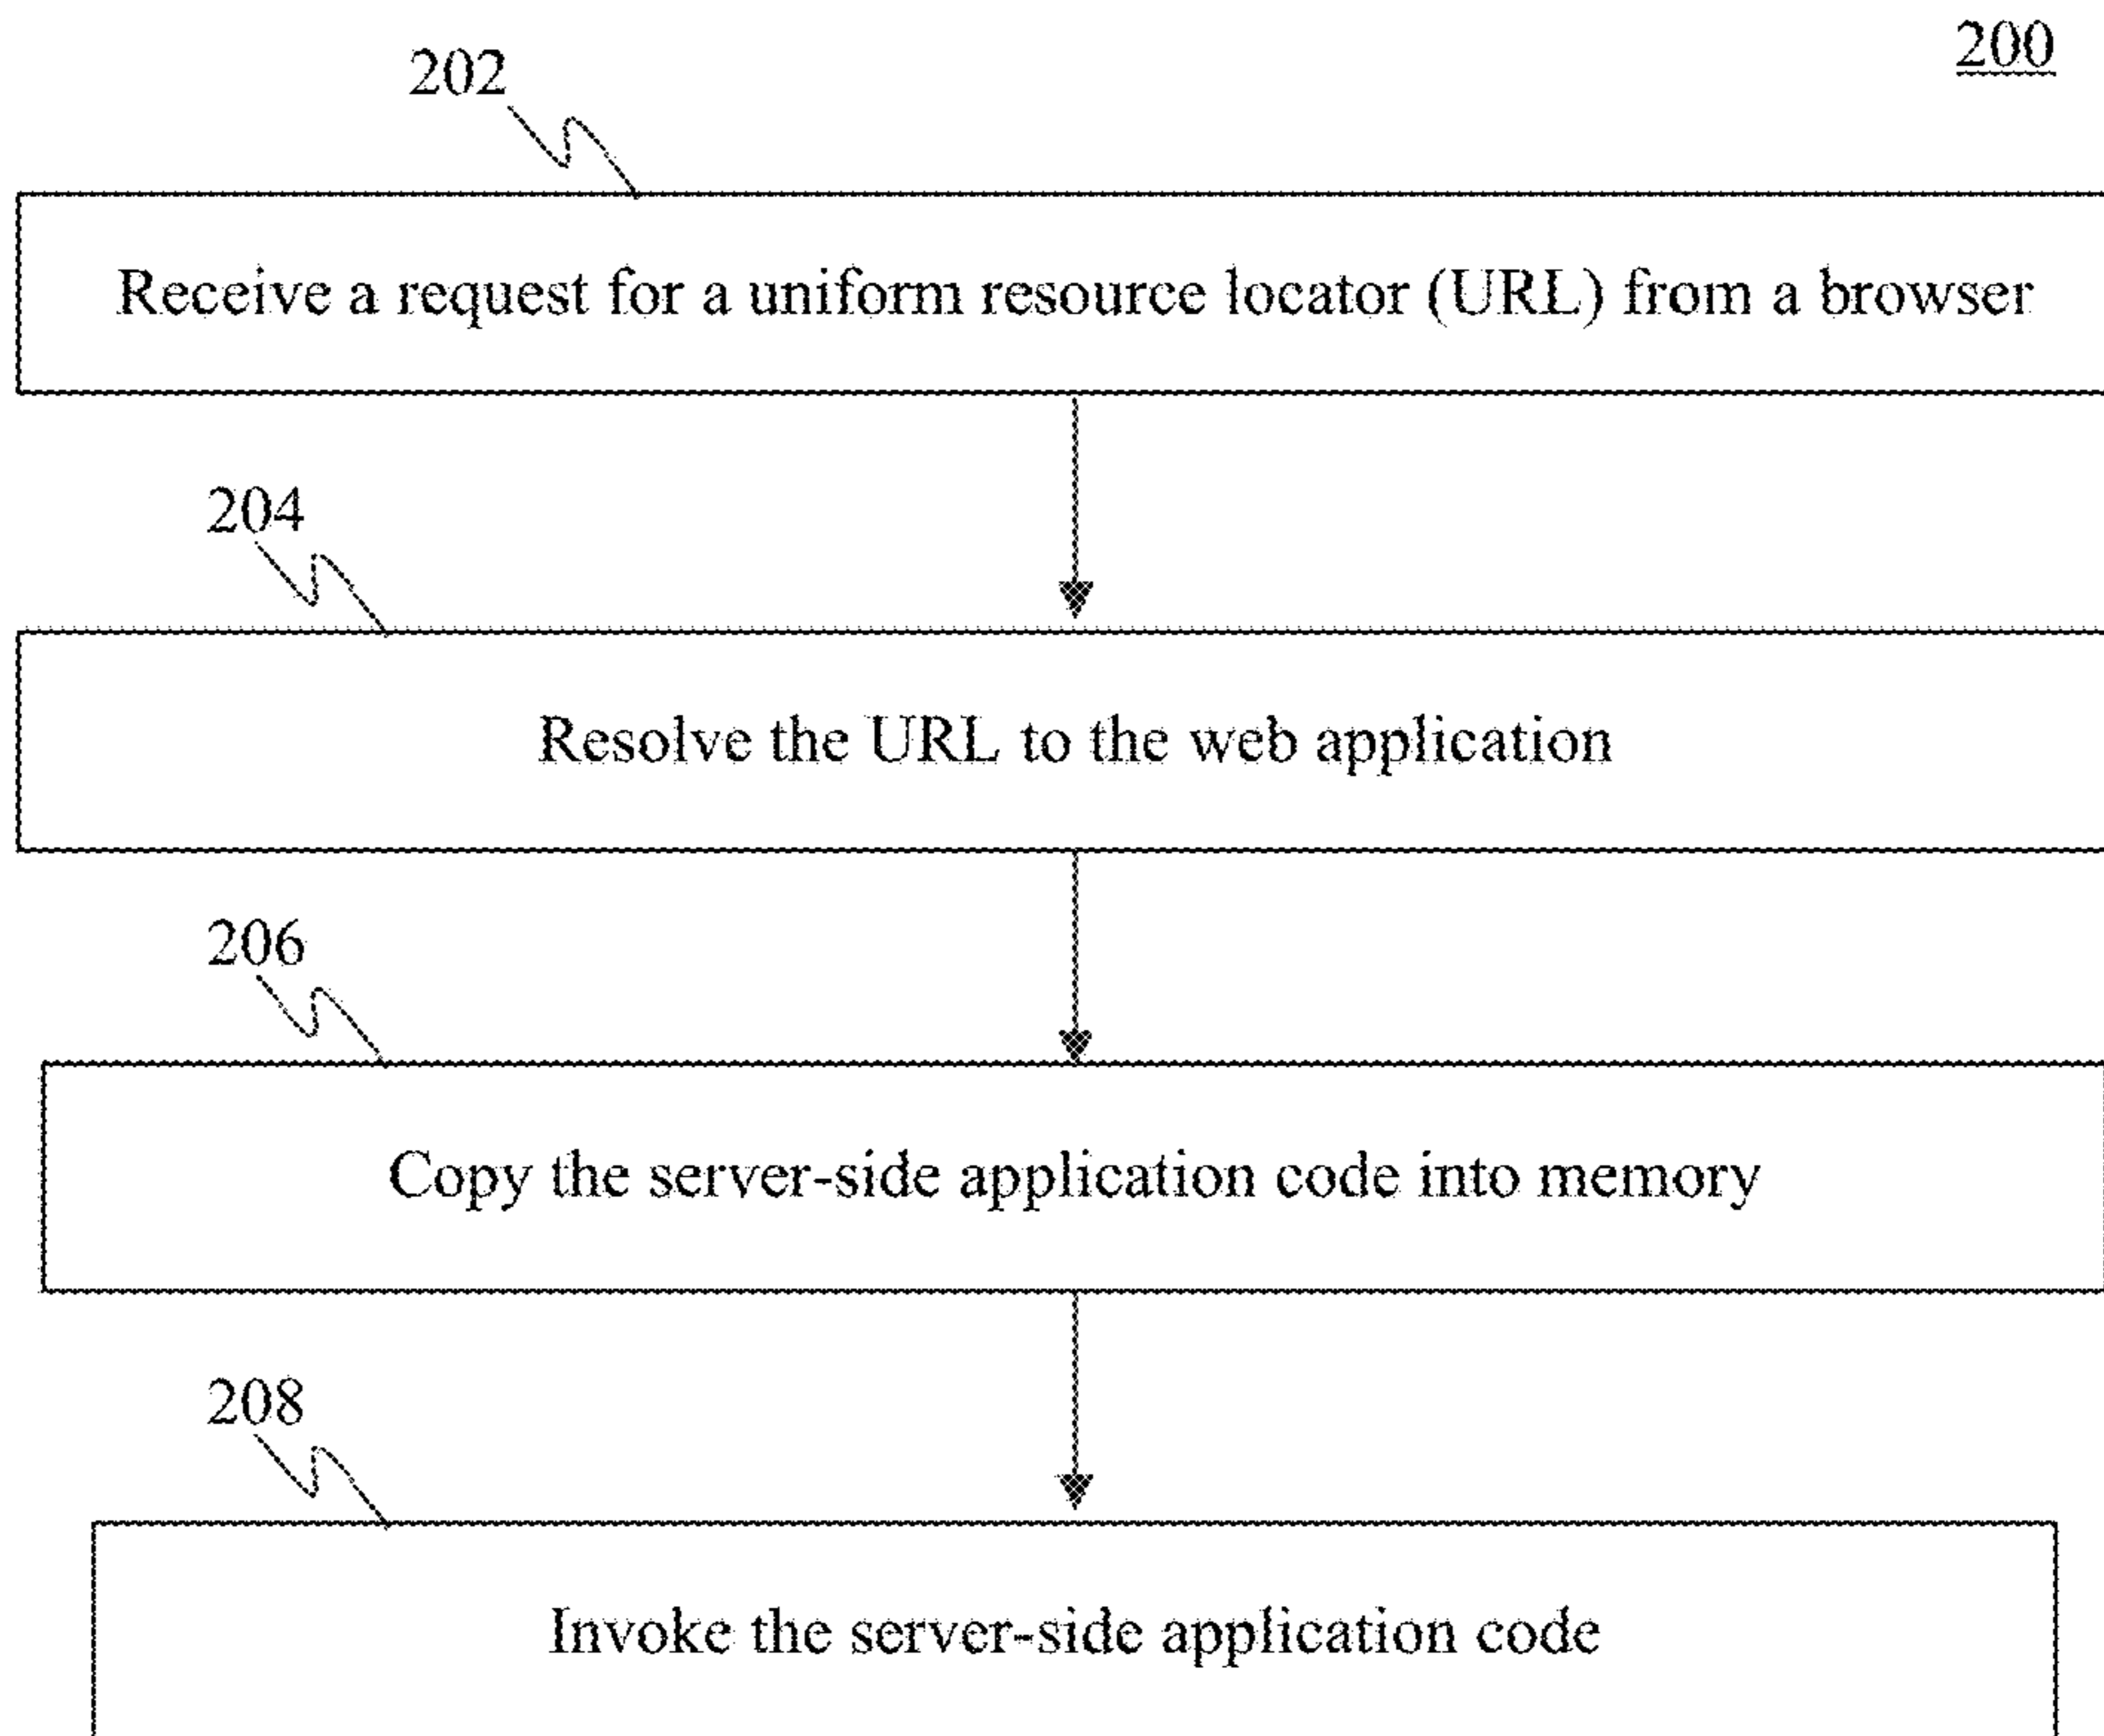 200
202
Receive a request for a uniform resource locator (URL) from a browser
204
Resolve the URL to the web application
206
Copy the server-side application code into memory
208
Invoke the server-side application code